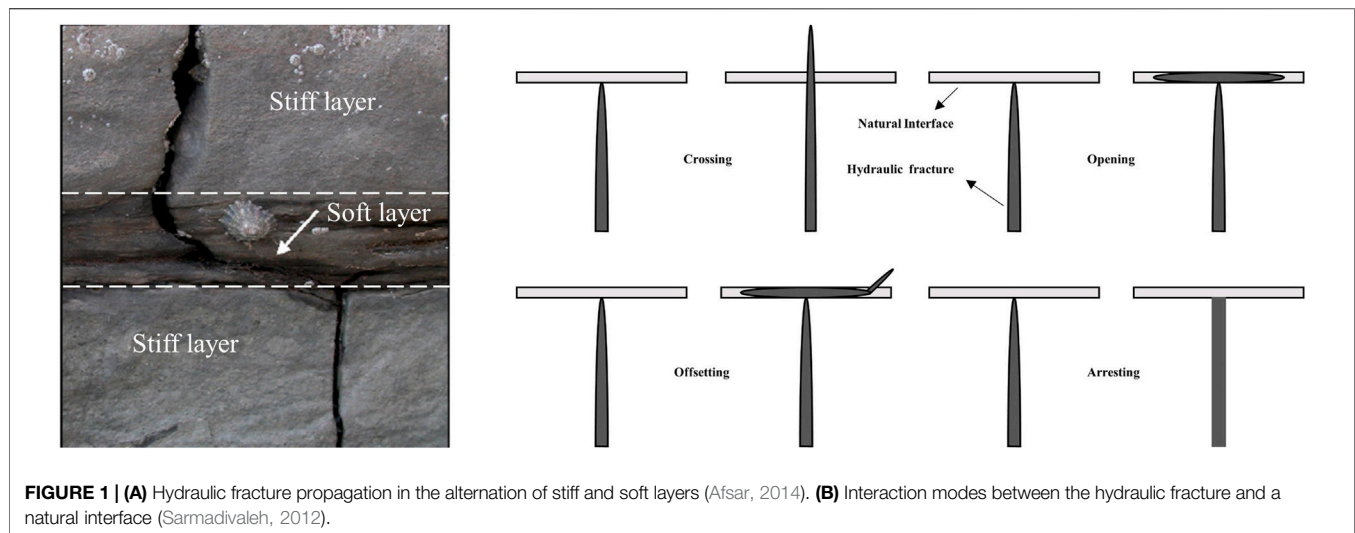 Stiff layer
Soft layer
Stiff layer
Natural Interface
Crossing
Opening
Hydraulic fracture
Offsetting
Arresting
FIGURE 1 | (A) Hydraulic fracture propagation in the alternation of stiff and soft layers (Afsar, 2014). (B) Interaction modes between the hydraulic fracture and a
natural interface (Sarmadivaleh, 2012).